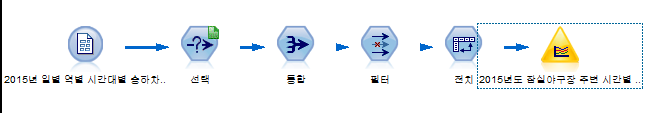 2015년 일별 역별 시간대별 승하차..
선택
통합
필터
전치
2015년도 잠실야구장 주변 시간별 ..